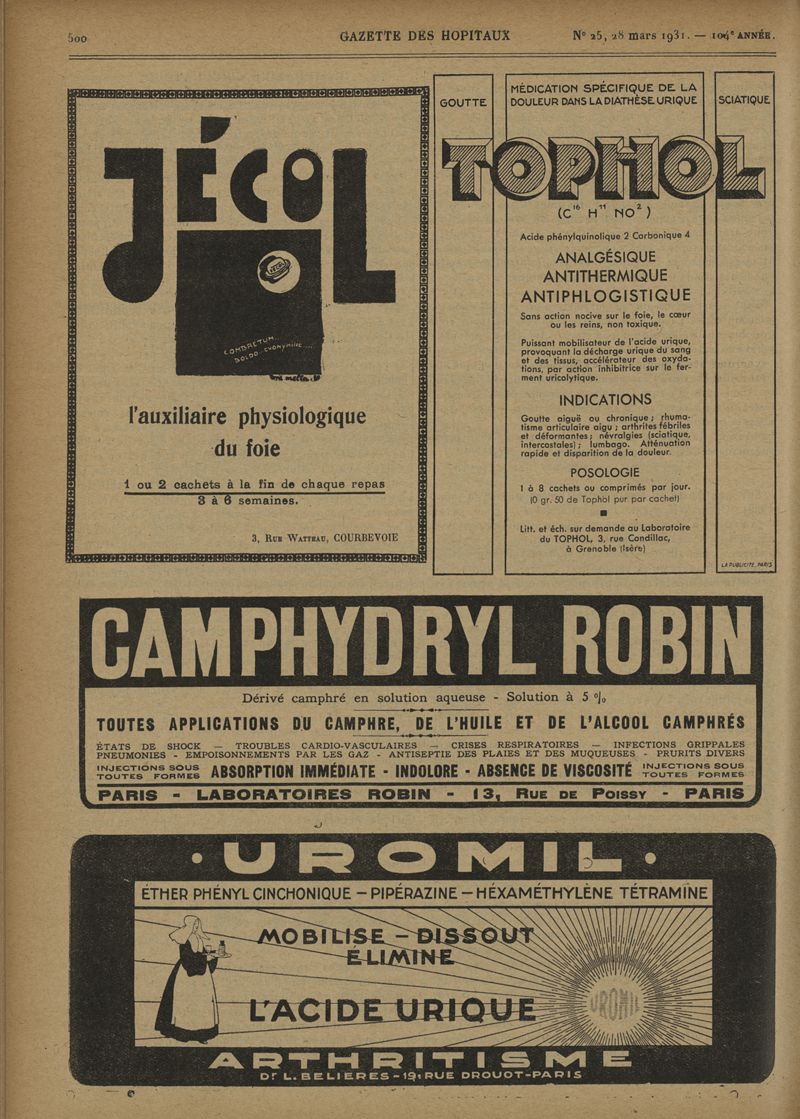 500
GAZETTE DES HOPITAUX
N° 25, 28 mars 1931. — 104e ANNÉE.
JÉCOL
JÉCOL
COMBRETUM...
BOLDO...EVONYMINE....
l'auxiliaire physiologique
du foie
1 ou 2 cachets à la fin de chaque repas
3 à 6 semaines.
3, Rue Watteau, COURBEVOIE
GOUTTE
MÉDICATION SPÉCIFIQUE DE LA
DOULEUR DANS LA DIATHÈSE URIQUE
SCIATIQUE
TOPHOL
(C16 H11 NO2)
Acide phénylquinolique 2 Carbonique 4
ANALGÉSIQUE
ANTITHERMIQUE
ANTIPHLOGISTIQUE
Sans action nocive sur le foie, le cœur
ou les reins, non toxique.
Puissant mobilisateur de l'acide urique,
provoquant la décharge urique du sang
et des tissus, accélérateur des oxyda-
tions, par action inhibitrice sur le fer-
ment uricolytique.
INDICATIONS
Goutte aiguë ou chronique; rhuma-
tisme articulaire aigu; arthrites fébriles
et déformantes; névralgies (sciatique,
intercostales); lumbago. Atténuation
rapide et disparition de la douleur.
POSOLOGIE
1 à 8 cachets ou comprimés par jour.
(0 gr. 50 de Tophol pur par cachet)
Litt. et éch. sur demande au Laboratoire
du TOPHOL, 3, rue Condillac,
à Grenoble (Isère)
LA PUBLICITE_PARIS
CAMPHYDRYL ROBIN
Dérivé camphré en solution aqueuse - Solution à 5 %
TOUTES APPLICATIONS DU CAMPHRE, DE L'HUILE ET DE L'ALCOOL CAMPHRÉS
ÉTATS DE SHOCK — TROUBLES CARDIO-VASCULAIRES — CRISES RESPIRATOIRES — INFECTIONS GRIPPALES
PNEUMONIES - EMPOISONNEMENTS PAR LES GAZ - ANTISEPTIE DES PLAIES ET DES MUQUEUSES - PRURITS DIVERS
INJECTIONS SOUS
TOUTES FORMES
ABSORPTION IMMÉDIATE - INDOLORE - ABSENCE DE VISCOSITÉ
INJECTIONS SOUS
TOUTES FORMES
PARIS - LABORATOIRES ROBIN - 13, Rue de Poissy - PARIS
· UROMIL ·
ÉTHER PHÉNYL CINCHONIQUE — PIPÉRAZINE — HÉXAMÉTHYLÈNE TÉTRAMINE
MOBILISE — DISSOUT
ÉLIMINE
L'ACIDE URIQUE
UROMIL
ARTHRITISME
Dr L. BELIERES - 19, RUE DROUOT - PARIS